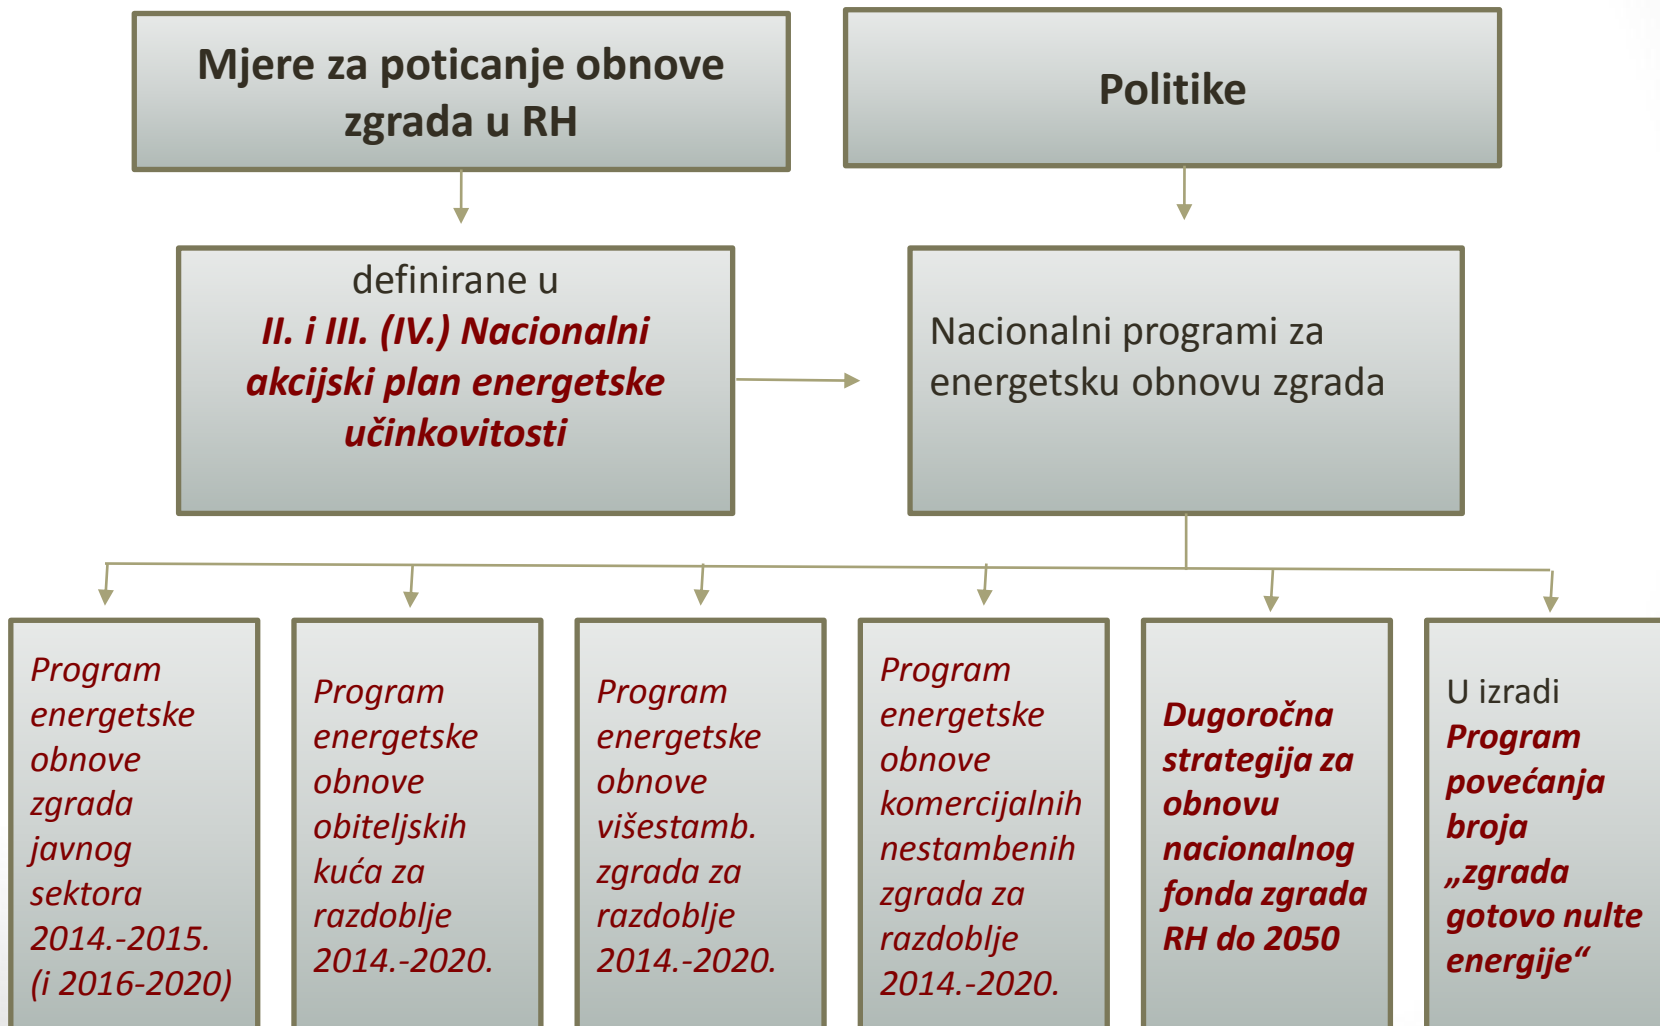 Mjere za poticanje obnove
zgrada u RH
Politike
definirane u
II. i III. (IV.) Nacionalni
akcijski plan energetske
učinkovitosti
Nacionalni programi za
energetsku obnovu zgrada
Program
energetske
obnove
zgrada
javnog
sektora
2014.-2015.
(i 2016-2020)
Program
energetske
obnove
obiteljskih
kuća za
razdoblje
2014.-2020.
Program
energetske
obnove
višestamb.
zgrada za
razdoblje
2014.-2020.
Program
energetske
obnove
komercijalnih
nestambenih
zgrada za
razdoblje
2014.-2020.
Dugoročna
strategija za
obnovu
nacionalnog
fonda zgrada
RH do 2050
U izradi
Program
povećanja
broja
„zgrada
gotovo nulte
energije“